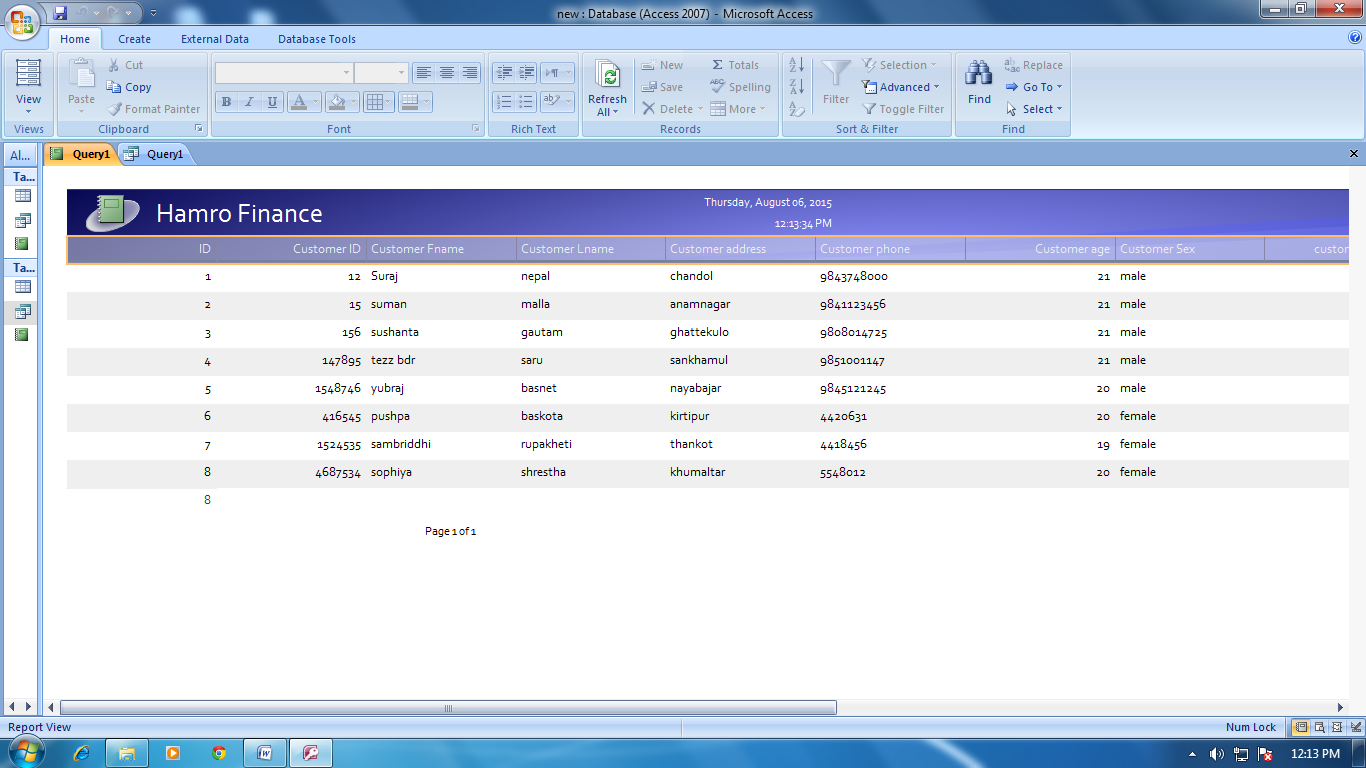 new : Database (Access 2007) - Microsoft Access
Home Create External Data Database Tools
View Paste Cut Copy Format Painter
B I U A
Refresh All New Save Delete Totals Spelling More
Filter Selection Advanced Toggle Filter
Find Replace Go To Select
Views Clipboard Font Rich Text Records Sort & Filter Find
Al... Query1 Query1
Ta...
Ta...
Hamro Finance
Thursday, August 06, 2015
12:13:34 PM
ID Customer ID Customer Fname Customer Lname Customer address Customer phone Customer age Customer Sex custor
1 12 Suraj nepal chandol 9843748000 21 male
2 15 suman malla anamnagar 9841123456 21 male
3 156 sushanta gautam ghattekulo 9808014725 21 male
4 147895 tezz bdr saru sankhamul 9851001147 21 male
5 1548746 yubraj basnet nayabajar 9845121245 20 male
6 416545 pushpa baskota kirtipur 4420631 20 female
7 1524535 sambriddhi rupakheti thankot 4418456 19 female
8 4687534 sophiya shrestha khumaltar 5548012 20 female
8
Page 1 of 1
Report View Num Lock
12:13 PM